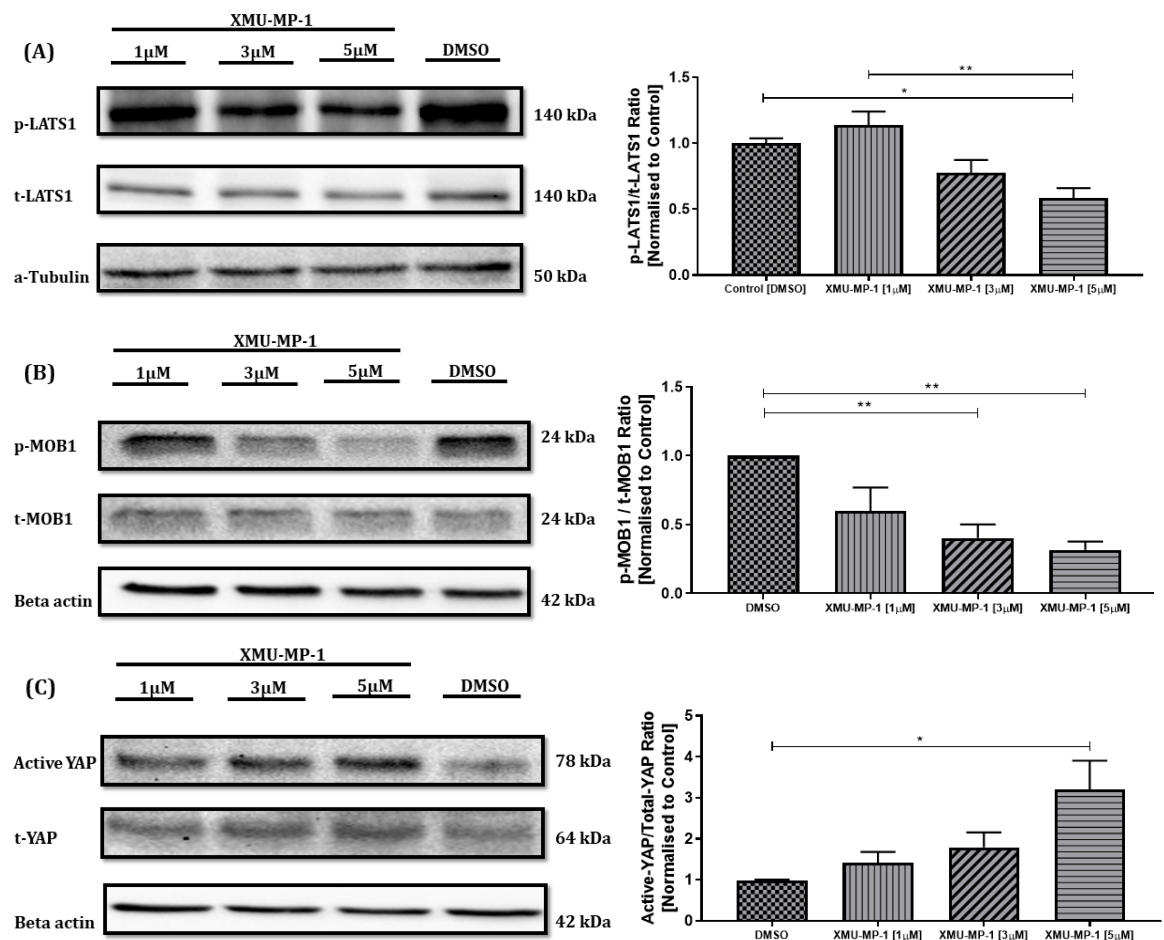 XMU-MP-1
(A)
1μM 3μM 5μM DMSO
p-LATS1 140 kDa
t-LATS1 140 kDa
a-Tubulin 50 kDa
p-LATS1/t-LATS1 Ratio
[Normalised to Control]
1.5
1.0
0.5
0.0
**
*
Control [DMSO] XMU-MP-1 [1μM] XMU-MP-1 [3μM] XMU-MP-1 [5μM]
XMU-MP-1
(B)
1μM 3μM 5μM DMSO
p-MOB1 24 kDa
t-MOB1 24 kDa
Beta actin 42 kDa
p-MOB1 / t-MOB1 Ratio
[Normalised to Control]
1.5
1.0
0.5
0.0
**
**
DMSO XMU-MP-1 [1μM] XMU-MP-1 [3μM] XMU-MP-1 [5μM]
XMU-MP-1
(C)
1μM 3μM 5μM DMSO
Active YAP 78 kDa
t-YAP 64 kDa
Beta actin 42 kDa
Active-YAP/Total-YAP Ratio
[Normalised to Control]
5
4
3
2
1
0
*
DMSO XMU-MP-1 [1μM] XMU-MP-1 [3μM] XMU-MP-1 [5μM]